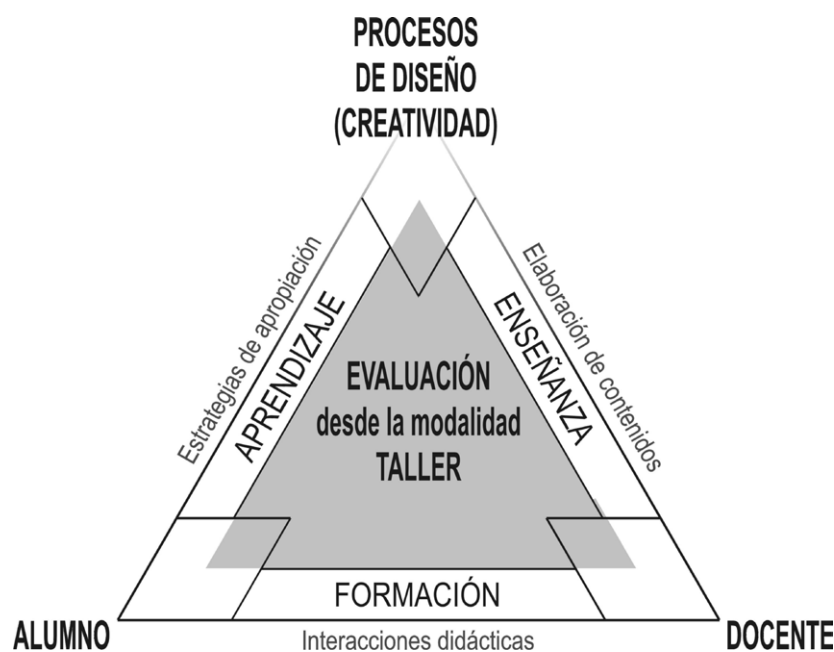 PROCESOS
DE DISEÑO
(CREATIVIDAD)
Estrategias de apropiación
APRENDIZAJE
Elaboración de contenidos
ENSEÑANZA
EVALUACIÓN
desde la modalidad
TALLER
FORMACIÓN
ALUMNO
Interacciones didácticas
DOCENTE